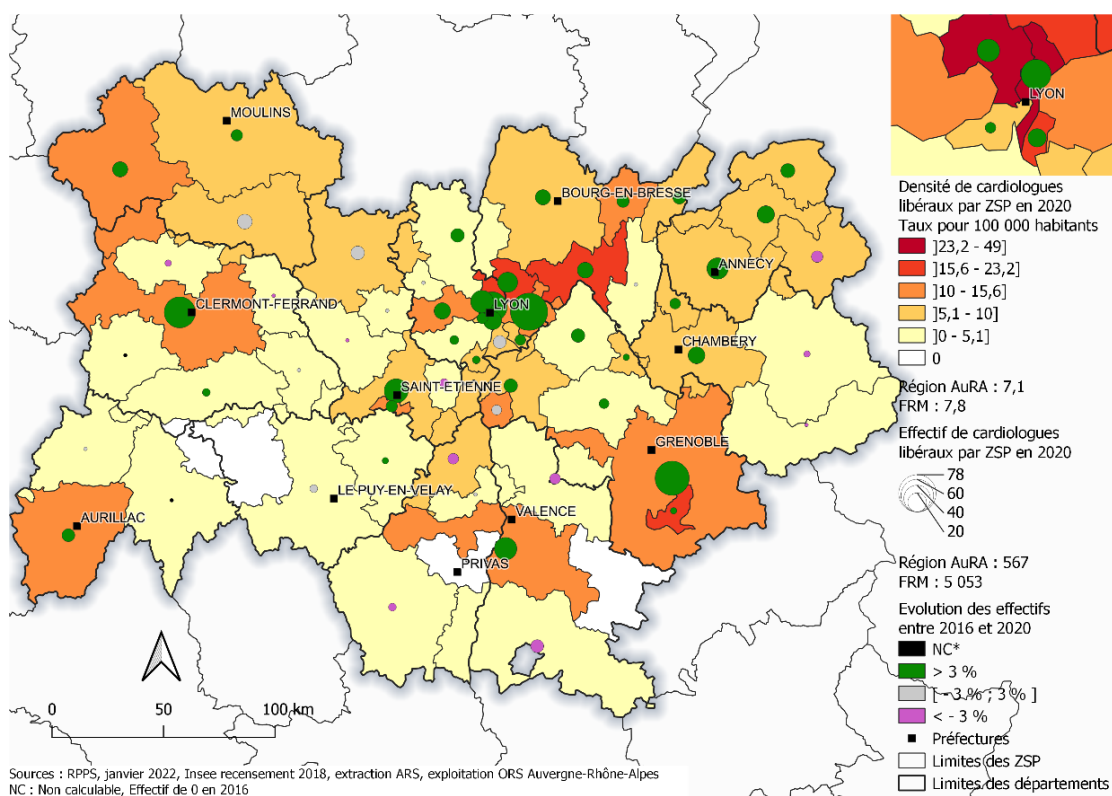 MOULINS
BOURG-EN-BRESSE
ANNECY
CLERMONT-FERRAND
LYON
CHAMBERY
SAINT-ETIENNE
GRENOBLE
LE PUY-EN-VELAY
VALENCE
AURILLAC
PRIVAS
0 50 100 km
Sources : RPPS, janvier 2022, Insee recensement 2018, extraction ARS, exploitation ORS Auvergne-Rhône-Alpes
NC : Non calculable, Effectif de 0 en 2016
LYON
Densité de cardiologues
libéraux par ZSP en 2020
Taux pour 100 000 habitants
]23,2 - 49]
]15,6 - 23,2]
]10 - 15,6]
]5,1 - 10]
]0 - 5,1]
0
Région AuRA : 7,1
FRM : 7,8
Effectif de cardiologues
libéraux par ZSP en 2020
78
60
40
20
Région AuRA : 567
FRM : 5 053
Evolution des effectifs
entre 2016 et 2020
NC*
> 3 %
[ - 3 % ; 3 % ]
< - 3 %
Préfectures
Limites des ZSP
Limites des départements